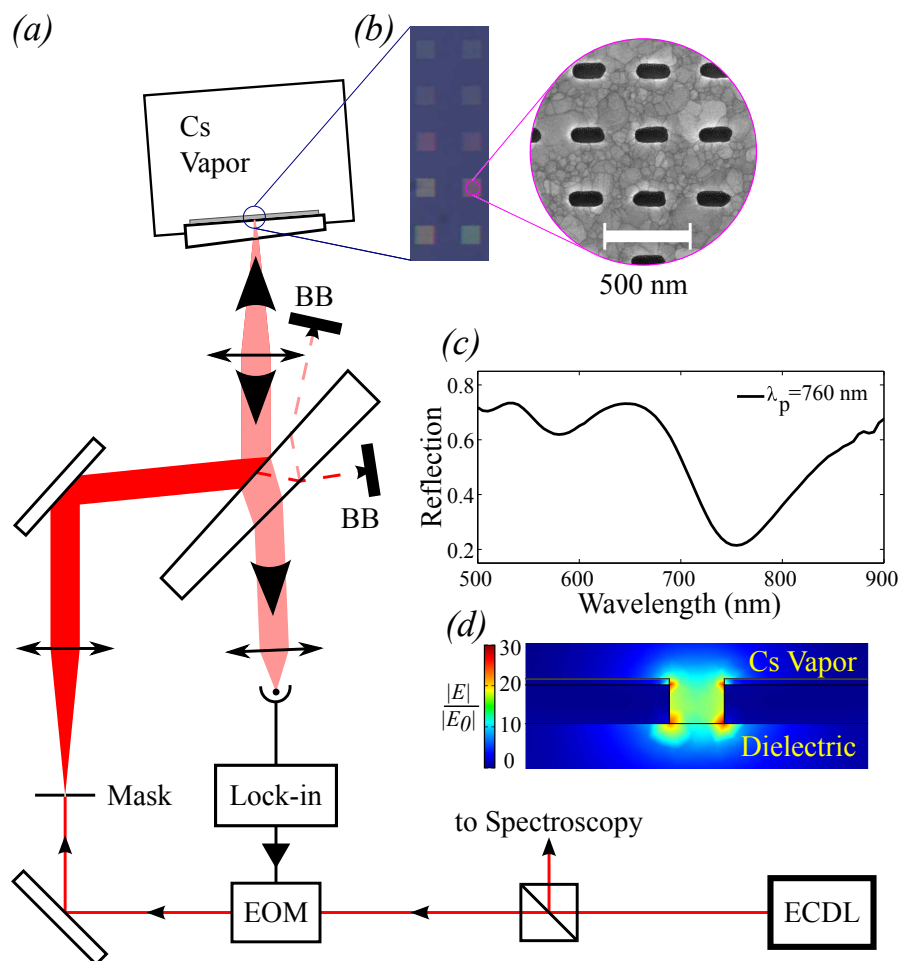 (a)
(b)
Cs
Vapor
500 nm
BB
BB
(c)
Reflection
0.8
0.6
0.4
0.2
λp=760 nm
500
600
700
800
900
Wavelength (nm)
(d)
|E|
|E0|
30
20
10
0
Cs Vapor
Dielectric
Mask
Lock-in
to Spectroscopy
EOM
ECDL